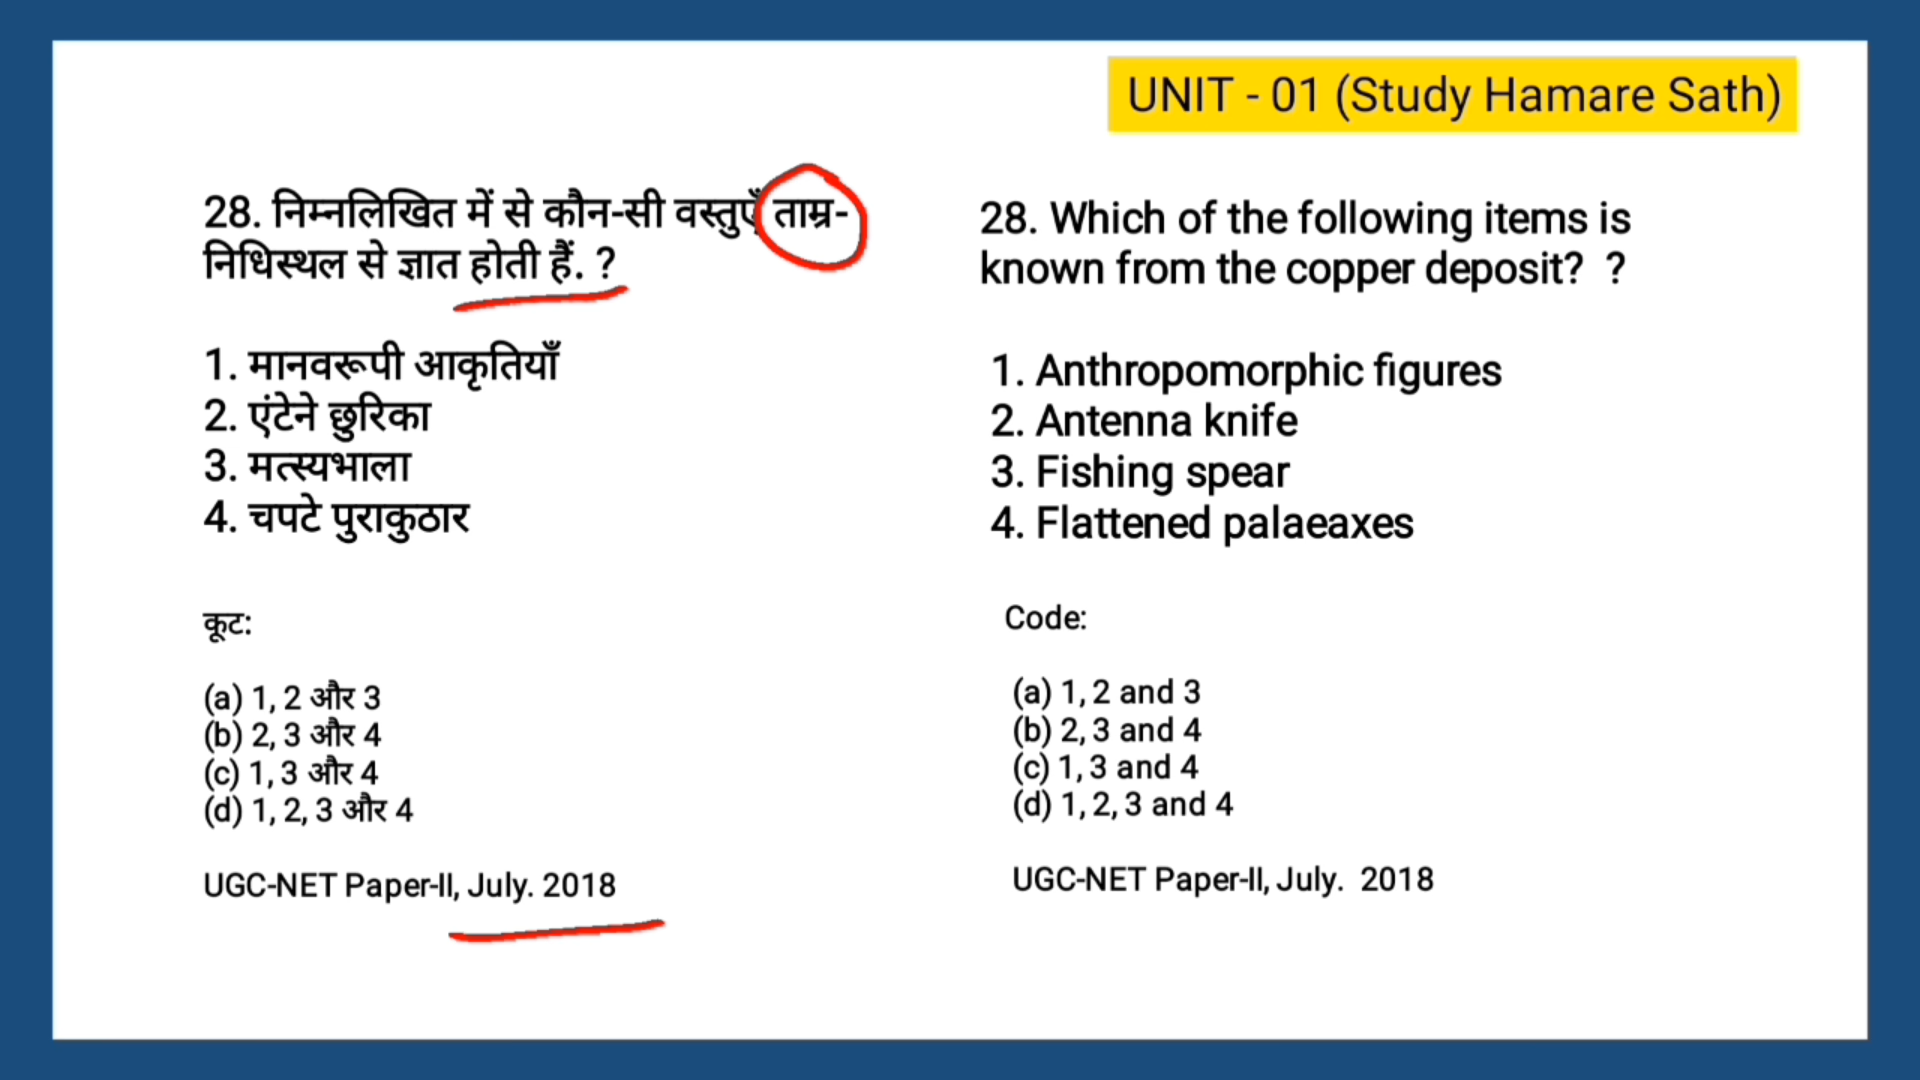 UNIT - 01 (Study Hamare Sath)
28. निम्नलिखित में से कौन-सी वस्तुएँ ताम्र-
निधिस्थल से ज्ञात होती हैं. ?
1. मानवरूपी आकृतियाँ
2. एंटेने छुरिका
3. मत्स्यभाला
4. चपटे पुराकुठार
कूट:
(a) 1, 2 और 3
(b) 2, 3 और 4
(c) 1, 3 और 4
(d) 1, 2, 3 और 4
UGC-NET Paper-II, July. 2018
28. Which of the following items is
known from the copper deposit?  ?
1. Anthropomorphic figures
2. Antenna knife
3. Fishing spear
4. Flattened palaeaxes
Code:
(a) 1, 2 and 3
(b) 2, 3 and 4
(c) 1, 3 and 4
(d) 1, 2, 3 and 4
UGC-NET Paper-II, July.  2018